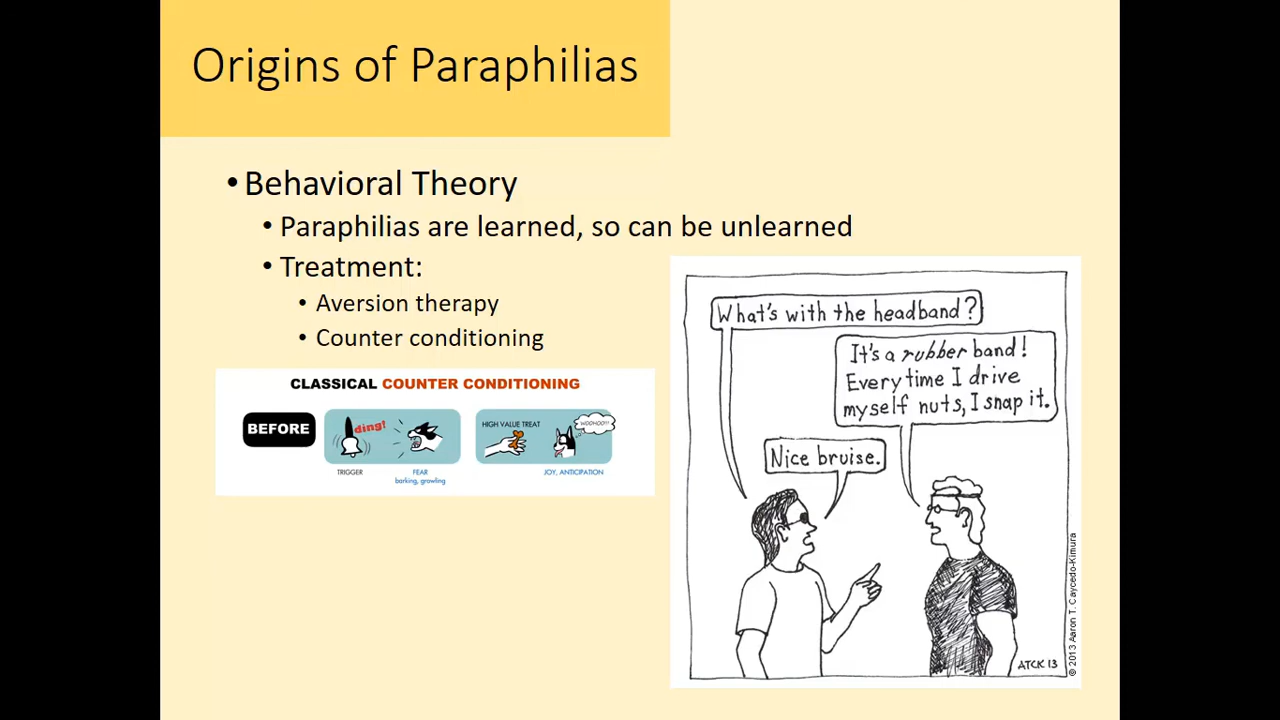 Origins of Paraphilias
• Behavioral Theory
• Paraphilias are learned, so can be unlearned
• Treatment:
• Aversion therapy
• Counter conditioning
CLASSICAL COUNTER CONDITIONING
BEFORE
ding!
TRIGGER
FEAR
barking, growling
HIGH VALUE TREAT
WOOHOO!!
JOY, ANTICIPATION
What's with the headband?
It's a rubber band!
Everytime I drive
myself nuts, I snap it.
Nice bruise.
ATCK 13
© 2013 Aaron T. Caycedo-Kimura